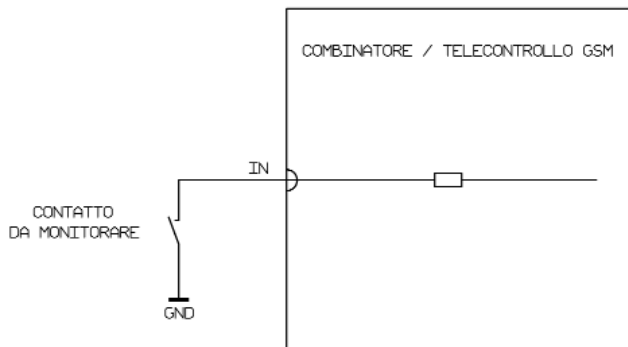 COMBINATORE / TELECONTROLLO GSM
IN
CONTATTO
DA MONITORARE
GND